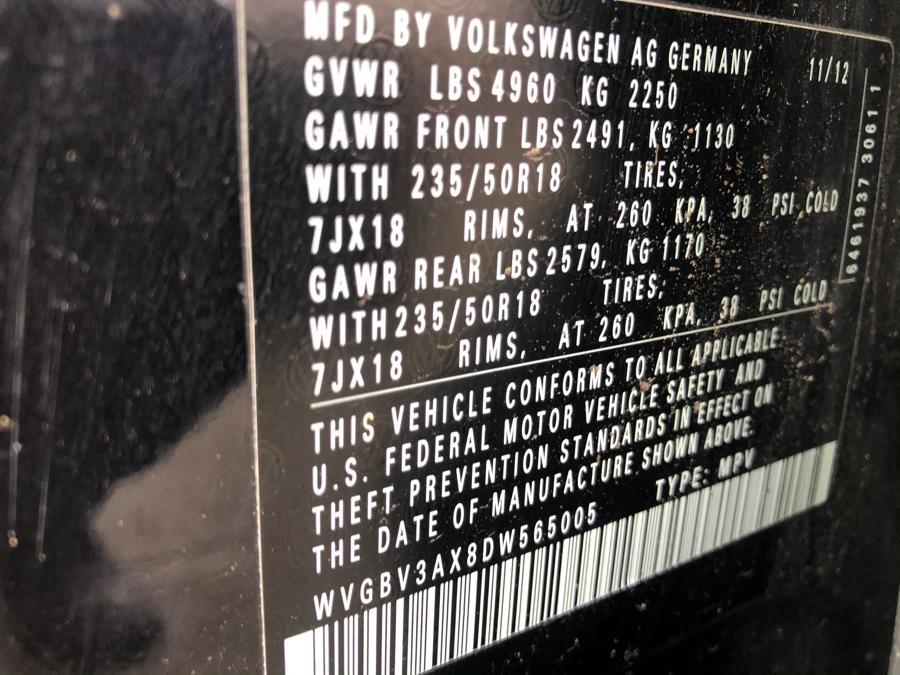 MFD BY VOLKSWAGEN AG GERMANY 11/12
GVWR LBS 4960 KG 2250
GAWR FRONT LBS 2491, KG 1130
WITH 235/50R18 TIRES,
7JX18 RIMS, AT 260 KPA, 38 PSI COLD
GAWR REAR LBS 2579, KG 1170
WITH 235/50R18 TIRES,
7JX18 RIMS, AT 260 KPA, 38 PSI COLD
THIS VEHICLE CONFORMS TO ALL APPLICABLE
U.S. FEDERAL MOTOR VEHICLE SAFETY AND
THEFT PREVENTION STANDARDS IN EFFECT ON
THE DATE OF MANUFACTURE SHOWN ABOVE.
WVGBV3AX8DW565005 TYPE: MPV
6461937 3061 1